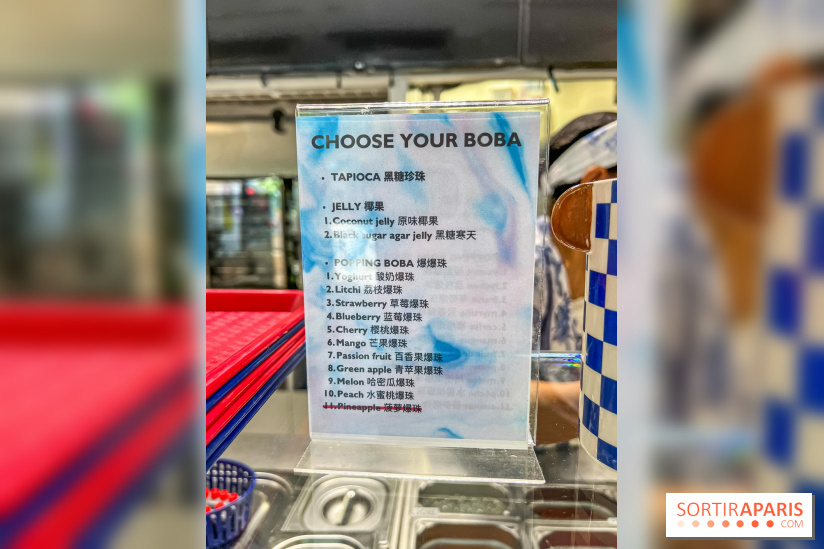 CHOOSE YOUR BOBA
• TAPIOCA 黑糖珍珠
• JELLY 椰果
1. Coconut jelly 原味椰果
2. Black sugar agar jelly 黑糖寒天
• POPPING BOBA 爆爆珠
1. Yoghurt 酸奶爆珠
2. Litchi 荔枝爆珠
3. Strawberry 草莓爆珠
4. Blueberry 蓝莓爆珠
5. Cherry 樱桃爆珠
6. Mango 芒果爆珠
7. Passion fruit 百香果爆珠
8. Green apple 青苹果爆珠
9. Melon 哈密瓜爆珠
10. Peach 水蜜桃爆珠
11. Pineapple 菠萝爆珠
SORTIRAPARIS
.COM